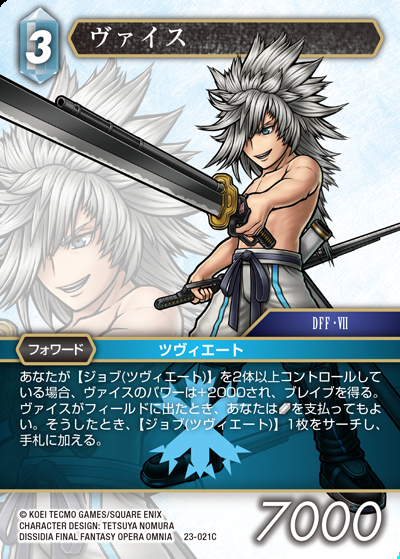 3
ヴァイス
DFF・VII
フォワード
ツヴィエート
あなたが【ジョブ(ツヴィエート)】を2体以上コントロールして
いる場合、ヴァイスのパワーは+2000され、ブレイブを得る。
ヴァイスがフィールドに出たとき、あなたはを支払ってもよ
い。そうしたとき、【ジョブ(ツヴィエート)】1枚をサーチし、
手札に加える。
© KOEI TECMO GAMES/SQUARE ENIX
CHARACTER DESIGN: TETSUYA NOMURA
DISSIDIA FINAL FANTASY OPERA OMNIA
23-021C
7000